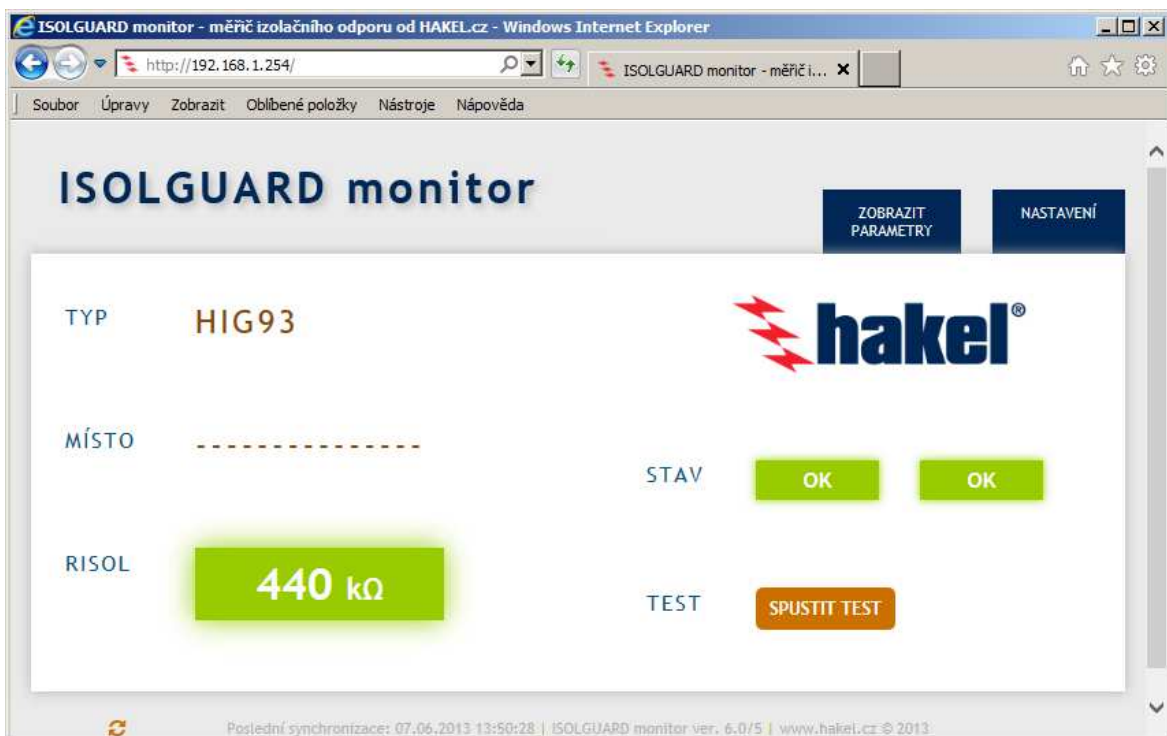 ISOLGUARD monitor - měřič izolačního odporu od HAKEL.cz - Windows Internet Explorer
http://192.168.1.254/
ISOLGUARD monitor - měřič i...
Soubor Úpravy Zobrazit Oblíbené položky Nástroje Nápověda
ISOLGUARD monitor
ZOBRAZIT
PARAMETRY
NASTAVENÍ
TYP HIG93
hakel®
MÍSTO ---------------
STAV OK OK
RISOL 440 kΩ
TEST SPUSTIT TEST
Poslední synchronizace: 07.06.2013 13:50:28 | ISOLGUARD monitor ver. 6.0/5 | www.hakel.cz © 2013